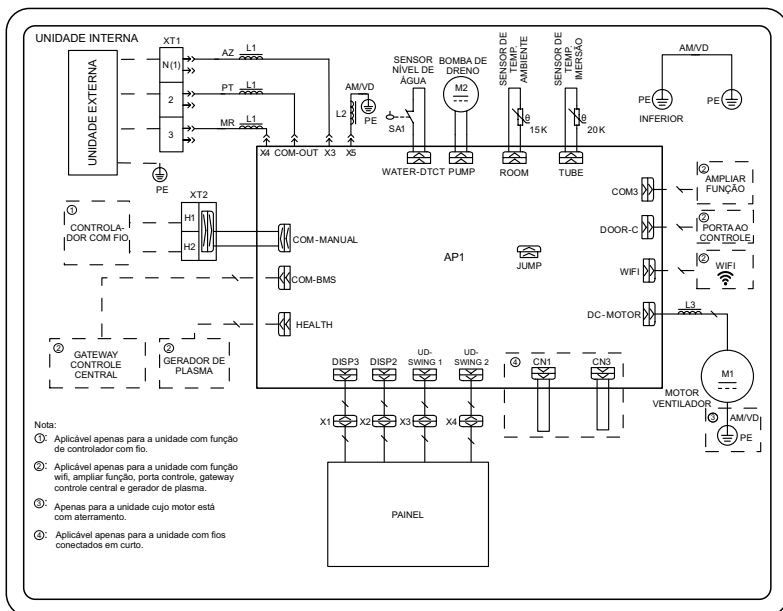 UNIDADE INTERNA
UNIDADE EXTERNA
XT1
N(1)
2
3
AZ
L1
PT
L1
MR
L1
PE
X4
COM-OUT
X3
X5
AM/VD
L2
PE
SENSOR
NÍVEL DE
ÁGUA
SA1
WATER-DTCT
BOMBA DE
DRENO
M2
PUMP
SENSOR DE
TEMP.
AMBIENTE
θ
15K
ROOM
SENSOR DE
TEMP.
IMERSÃO
θ
20K
TUBE
AM/VD
PE
PE
INFERIOR
①
CONTROLA-
DOR COM FIO
XT2
H1
H2
COM-MANUAL
COM-BMS
HEALTH
②
GATEWAY
CONTROLE
CENTRAL
②
GERADOR DE
PLASMA
AP1
JUMP
COM3
②
AMPLIAR
FUNÇÃO
DOOR-C
②
PORTA AO
CONTROLE
WIFI
②
WIFI
DC-MOTOR
L3
M1
MOTOR
VENTILADOR
③
AM/VD
PE
DISP3
DISP2
UD-
SWING 1
UD-
SWING 2
④
CN1
CN3
X1
X2
X3
X4
PAINEL
Nota:
①: Aplicável apenas para a unidade com função
de controlador com fio.
②: Aplicável apenas para a unidade com função
wifi, ampliar função, porta controle, gateway
controle central e gerador de plasma.
③: Apenas para a unidade cujo motor está
com aterramento.
④: Aplicável apenas para a unidade com fios
conectados em curto.